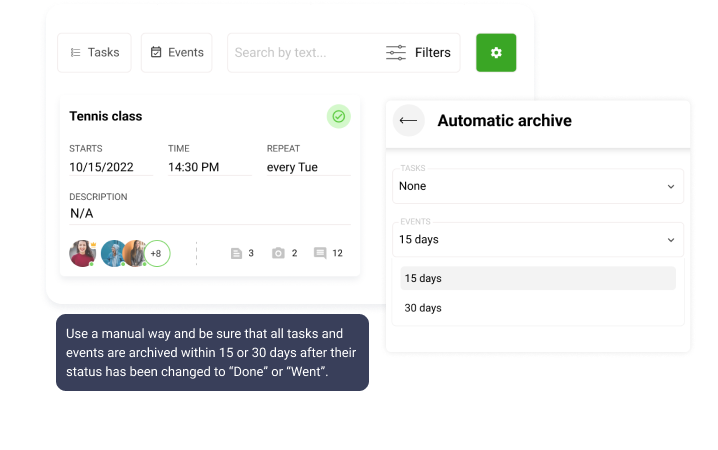 Tasks
Events
Search by text...
Filters
Tennis class
STARTS
TIME
REPEAT
10/15/2022
14:30 PM
every Tue
DESCRIPTION
N/A
+8
3
2
12
Automatic archive
TASKS
None
EVENTS
15 days
15 days
30 days
Use a manual way and be sure that all tasks and
events are archived within 15 or 30 days after their
status has been changed to “Done” or “Went”.